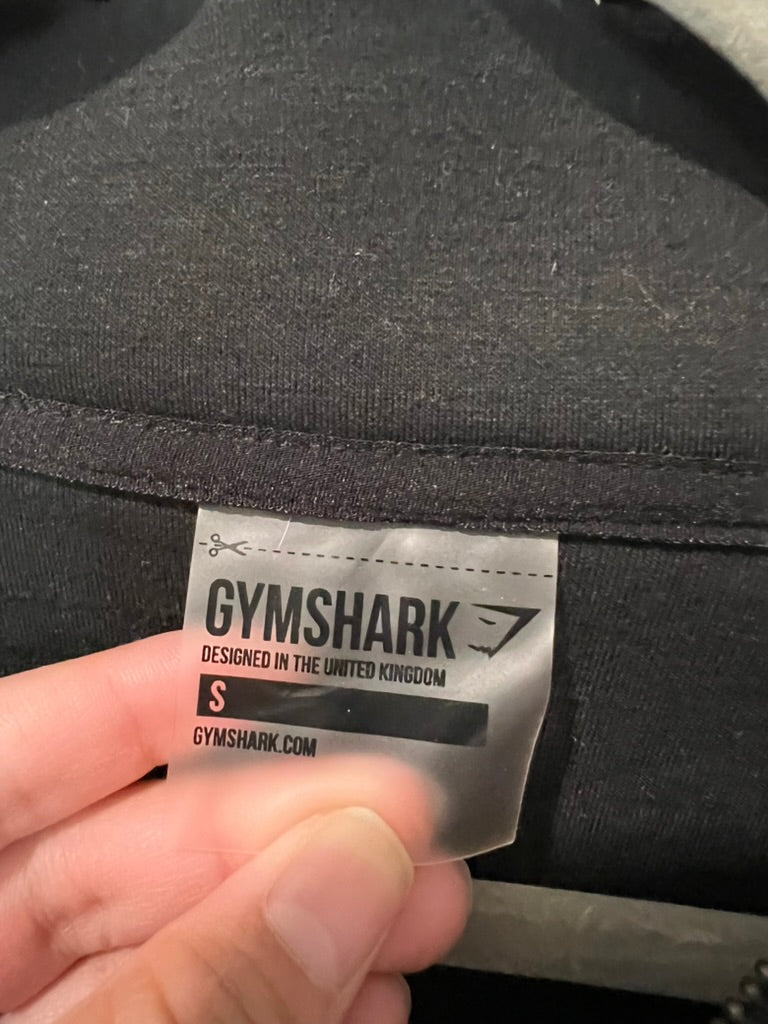 GYMSHARK
DESIGNED IN THE UNITED KINGDOM
S
GYMSHARK.COM